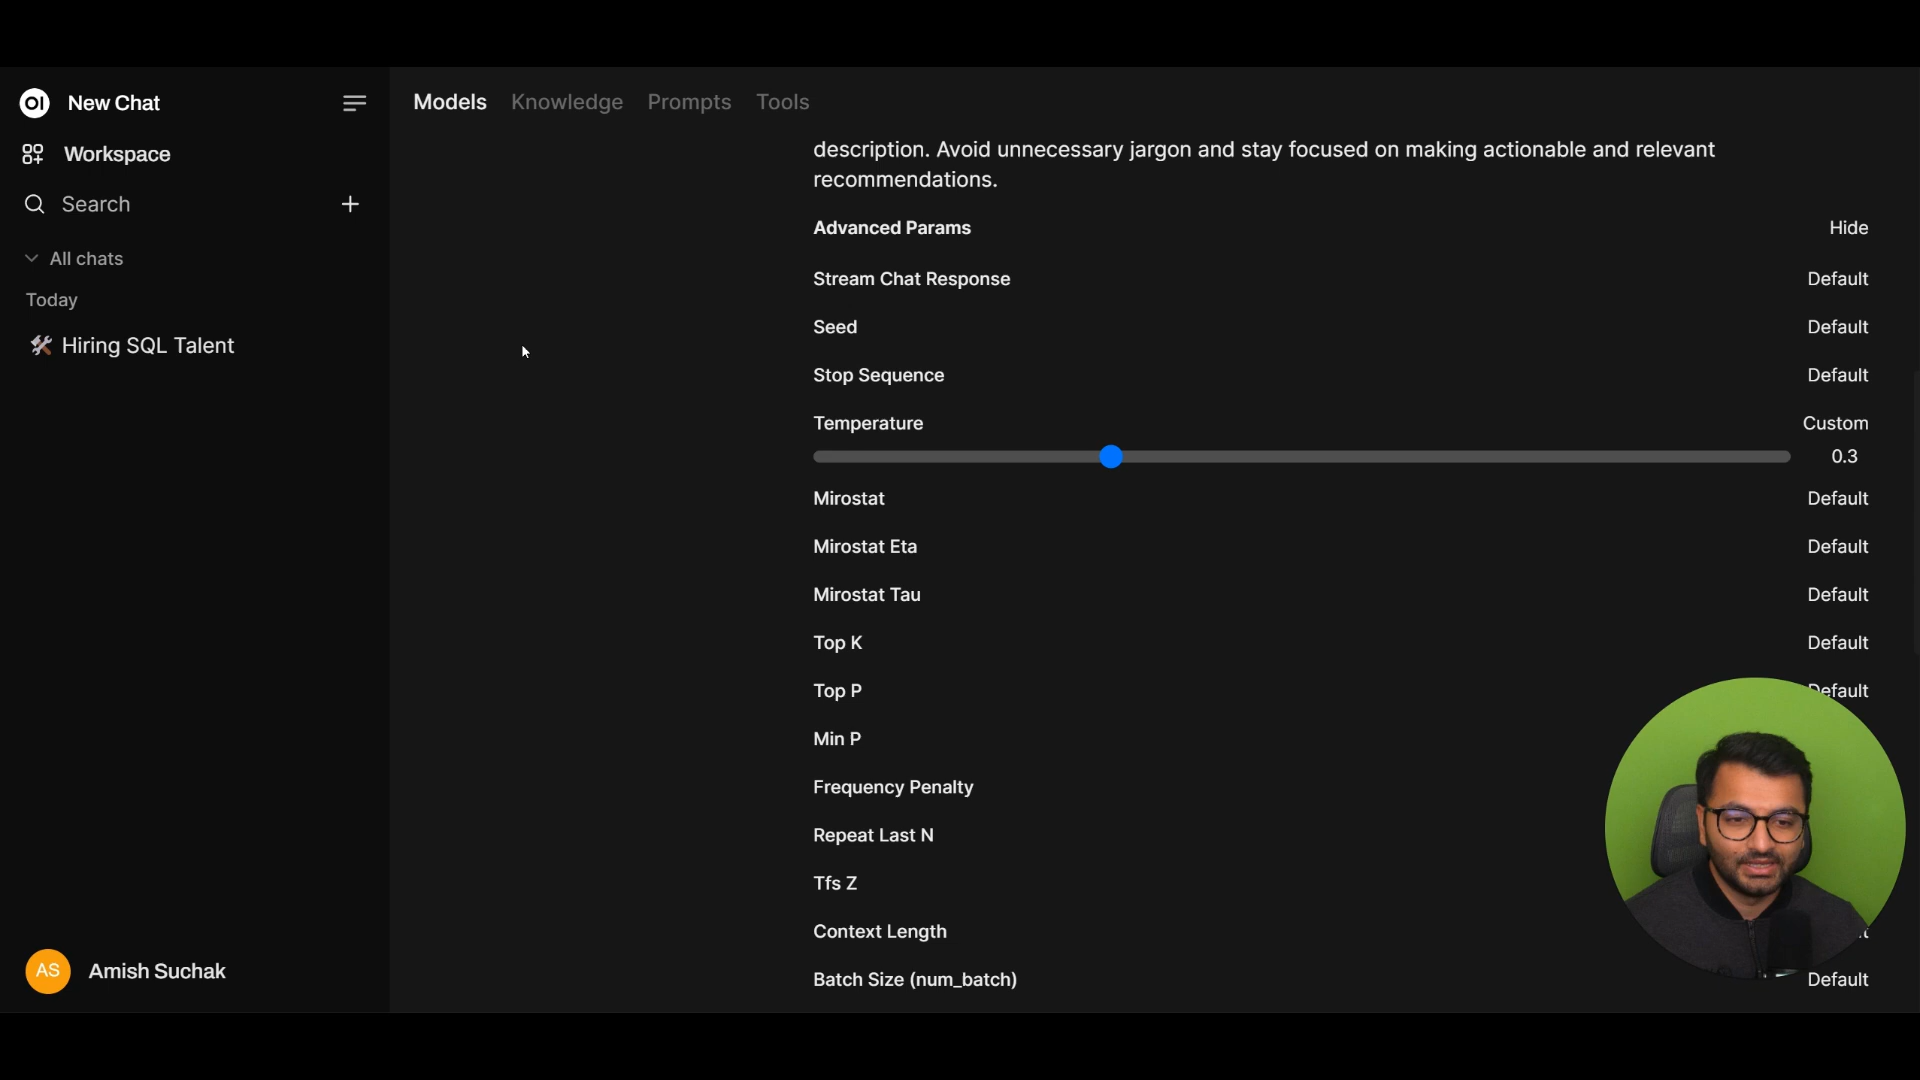 OI New Chat
Workspace
Search
All chats
Today
Hiring SQL Talent
AS Amish Suchak
Models Knowledge Prompts Tools
description. Avoid unnecessary jargon and stay focused on making actionable and relevant
recommendations.
Advanced Params Hide
Stream Chat Response Default
Seed Default
Stop Sequence Default
Temperature Custom
0.3
Mirostat Default
Mirostat Eta Default
Mirostat Tau Default
Top K Default
Top P Default
Min P
Frequency Penalty
Repeat Last N
Tfs Z
Context Length
Batch Size (num_batch) Default